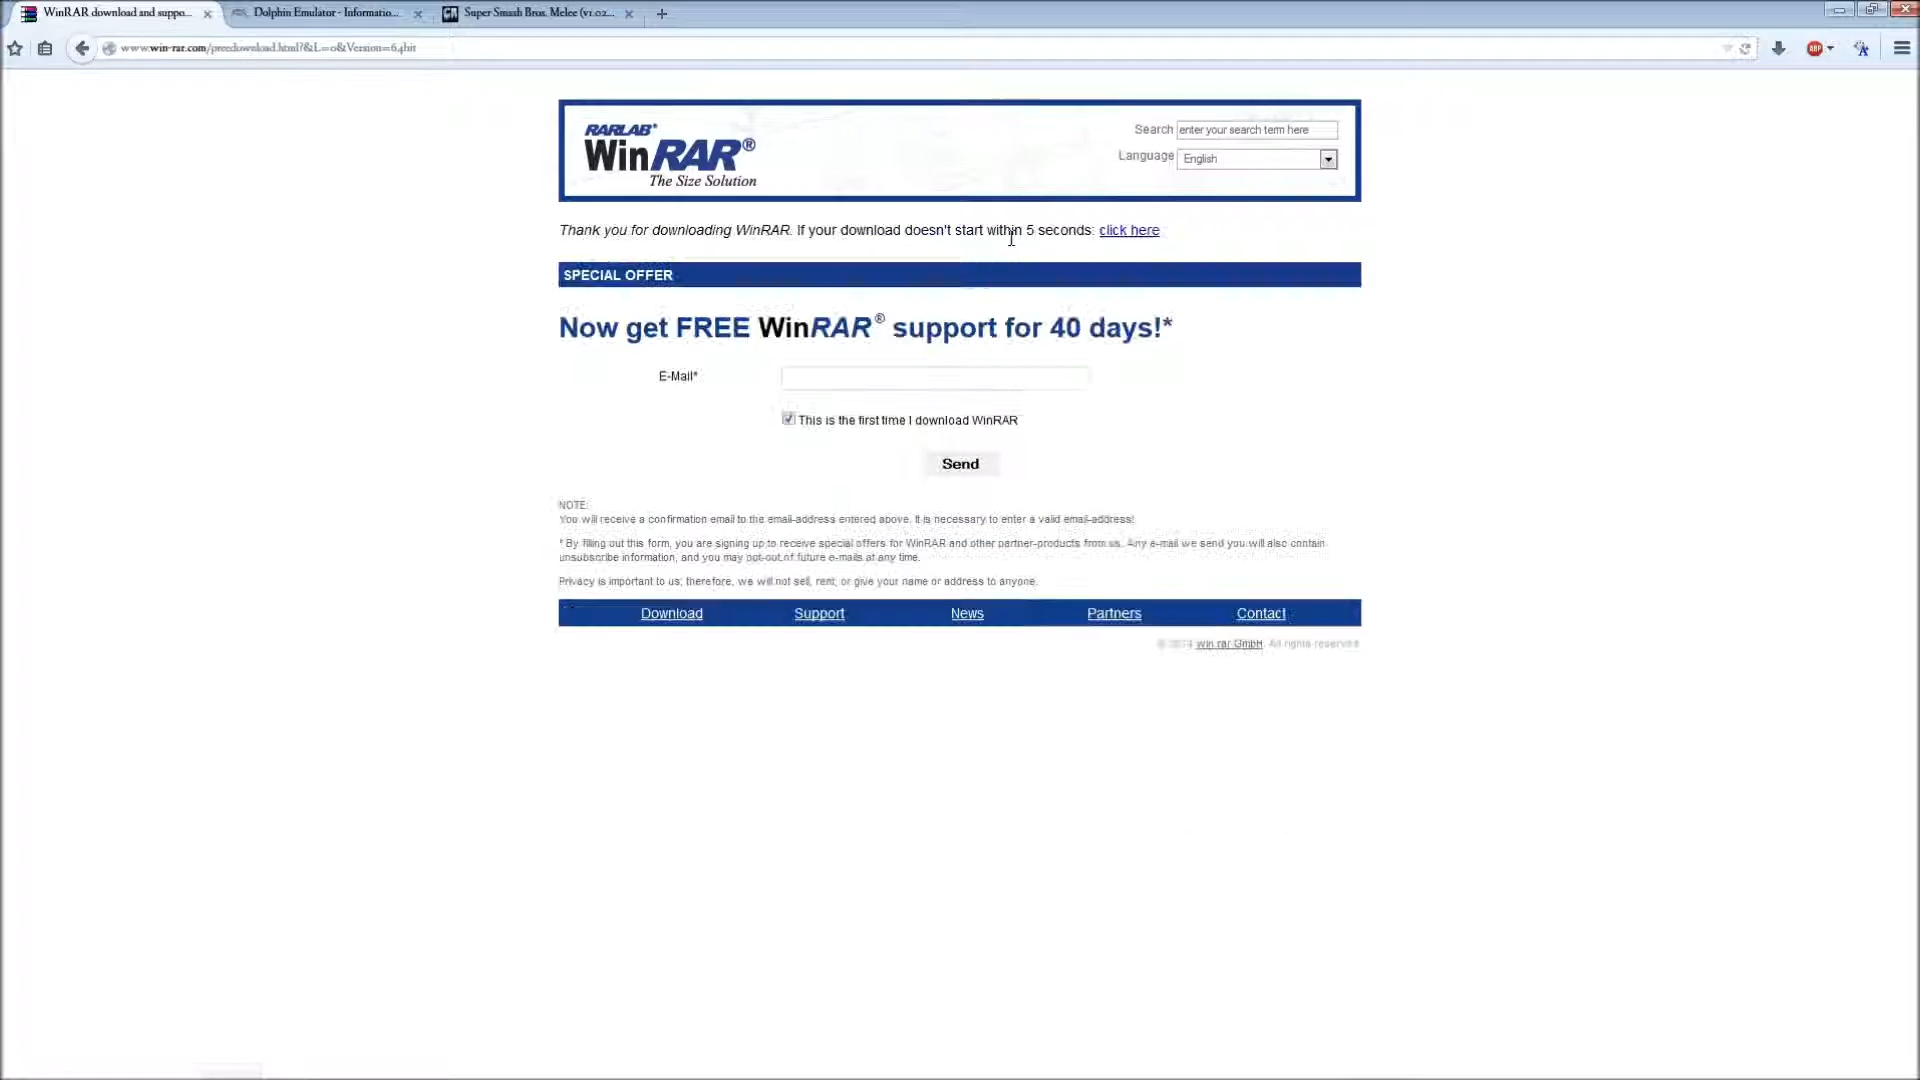 WinRAR download and suppo...
Dolphin Emulator - Informatio...
Super Smash Bros. Melee (v1.02...
www.win-rar.com/predownload.html?&L=0&Version=64bit
ABP
RARLAB®
WinRAR®
The Size Solution
Search enter your search term here
Language English
Thank you for downloading WinRAR. If your download doesn't start within 5 seconds: click here
SPECIAL OFFER
Now get FREE WinRAR® support for 40 days!*
E-Mail*
This is the first time I download WinRAR
Send
NOTE:
You will receive a confirmation email to the email-address entered above. It is necessary to enter a valid email-address!
* By filling out this form, you are signing up to receive special offers for WinRAR and other partner-products from us. Any e-mail we send you will also contain
unsubscribe information, and you may opt-out of future e-mails at any time.
Privacy is important to us; therefore, we will not sell, rent, or give your name or address to anyone.
Download Support News Partners Contact
© win.rar GmbH. All rights reserved